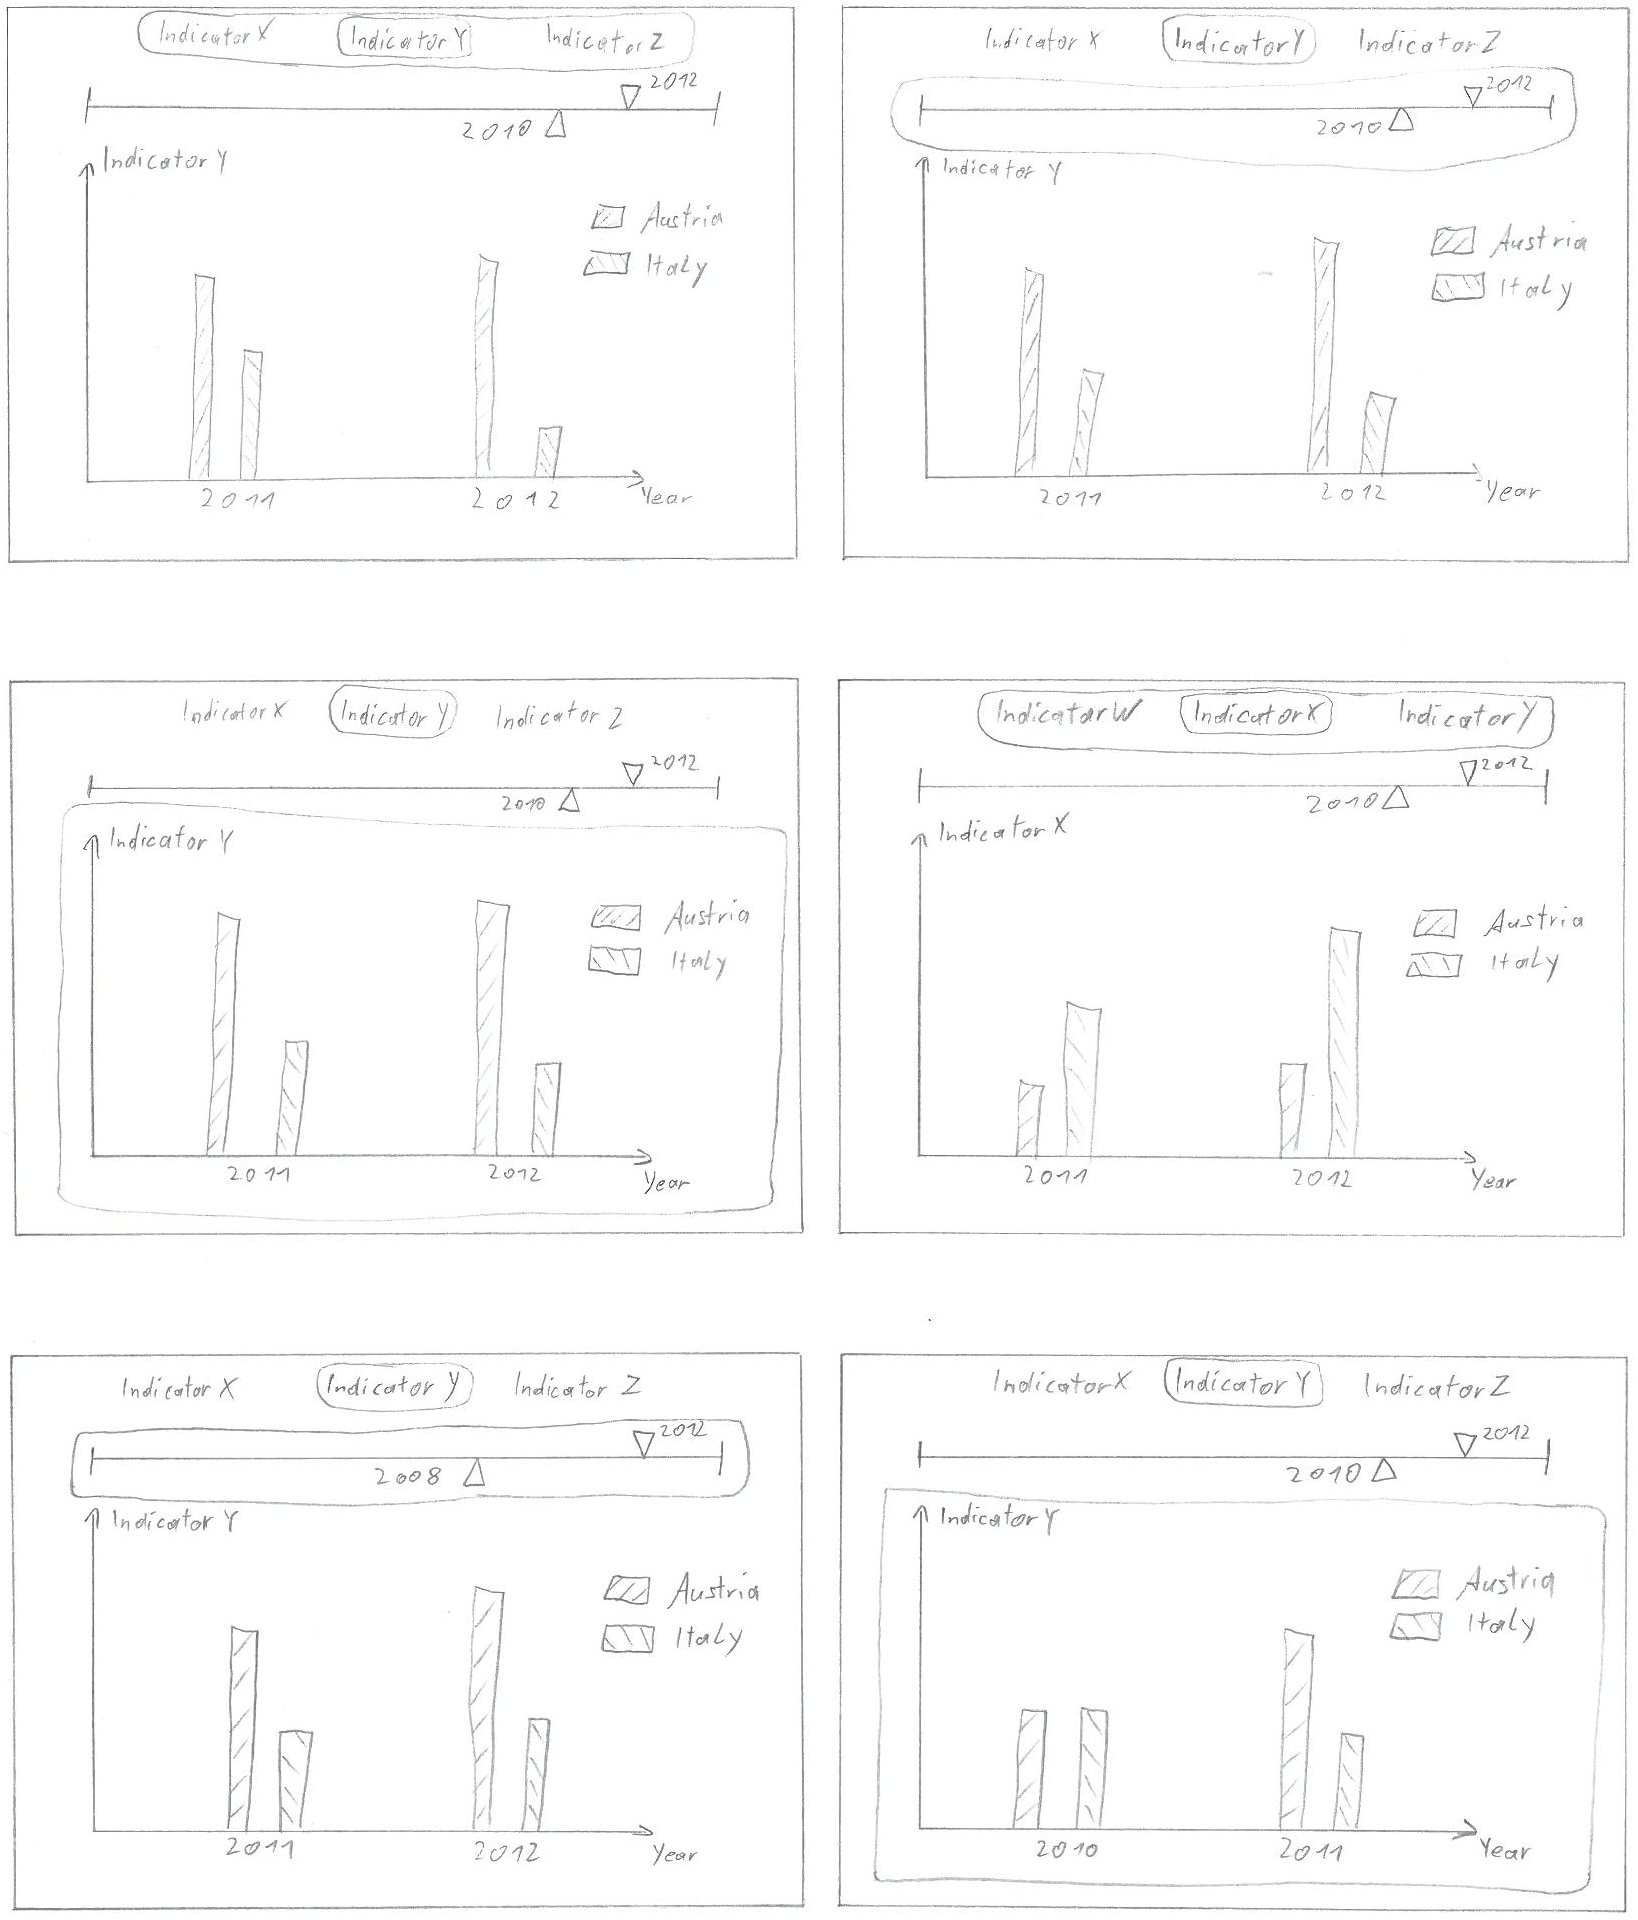 Indicator X Indicator Y Indicator Z
2012
2010
Indicator Y
Austria
Italy
2011 2012 Year
Indicator X Indicator Y Indicator Z
2012
2010
Indicator Y
Austria
Italy
2011 2012 Year
Indicator X Indicator Y Indicator Z
2012
2010
Indicator Y
Austria
Italy
2011 2012 Year
Indicator W Indicator X Indicator Y
2012
2010
Indicator X
Austria
Italy
2011 2012 Year
Indicator X Indicator Y Indicator Z
2012
2008
Indicator Y
Austria
Italy
2011 2012 Year
Indicator X Indicator Y Indicator Z
2012
2010
Indicator Y
Austria
Italy
2010 2011 Year